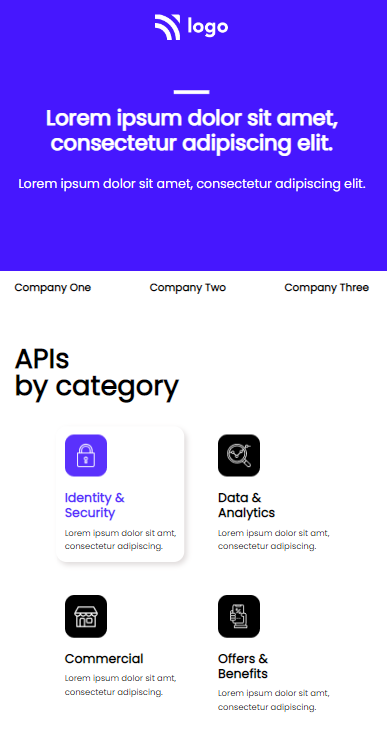 logo
Lorem ipsum dolor sit amet,
consectetur adipiscing elit.
Lorem ipsum dolor sit amet, consectetur adipiscing elit.
Company One
Company Two
Company Three
APIs
by category
Identity &
Security
Lorem ipsum dolor sit amt,
consectetur adipiscing.
Data &
Analytics
Lorem ipsum dolor sit amt,
consectetur adipiscing.
Commercial
Lorem ipsum dolor sit amt,
consectetur adipiscing.
Offers &
Benefits
Lorem ipsum dolor sit amt,
consectetur adipiscing.